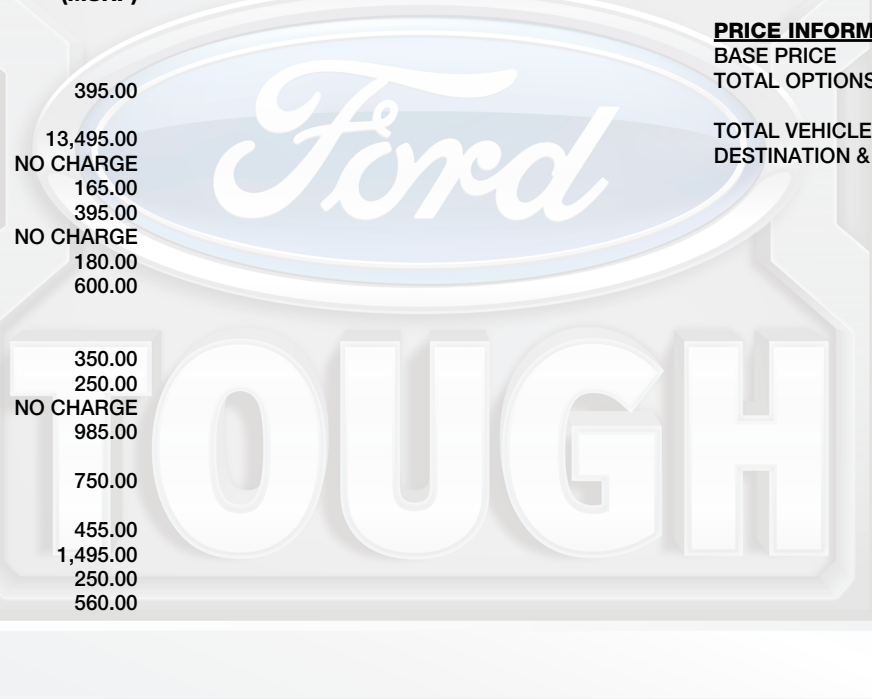 (MSRP)
395.00
13,495.00
NO CHARGE
165.00
395.00
NO CHARGE
180.00
600.00
350.00
250.00
NO CHARGE
985.00
750.00
455.00
1,495.00
250.00
560.00
PRICE INFORM
BASE PRICE
TOTAL OPTIONS
TOTAL VEHICLE
DESTINATION &
Ford
TOUGH